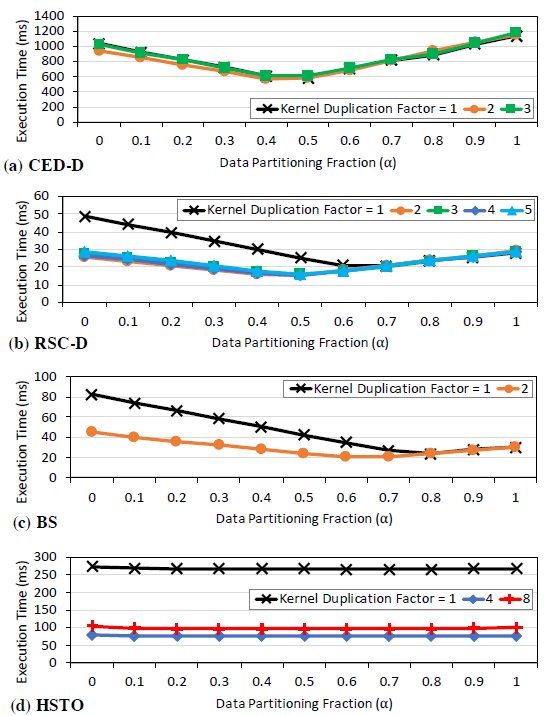 1400
1200
1000
800
600
400
200
0
Execution Time (ms)
Kernel Duplication Factor = 1 2 3
0 0.1 0.2 0.3 0.4 0.5 0.6 0.7 0.8 0.9 1
Data Partitioning Fraction (α)
(a) CED-D
60
50
40
30
20
10
0
Execution Time (ms)
Kernel Duplication Factor = 1 2 3 4 5
0 0.1 0.2 0.3 0.4 0.5 0.6 0.7 0.8 0.9 1
Data Partitioning Fraction (α)
(b) RSC-D
100
80
60
40
20
0
Execution Time (ms)
Kernel Duplication Factor = 1 2
0 0.1 0.2 0.3 0.4 0.5 0.6 0.7 0.8 0.9 1
Data Partitioning Fraction (α)
(c) BS
300
250
200
150
100
50
0
Execution Time (ms)
Kernel Duplication Factor = 1 4 8
0 0.1 0.2 0.3 0.4 0.5 0.6 0.7 0.8 0.9 1
Data Partitioning Fraction (α)
(d) HSTO